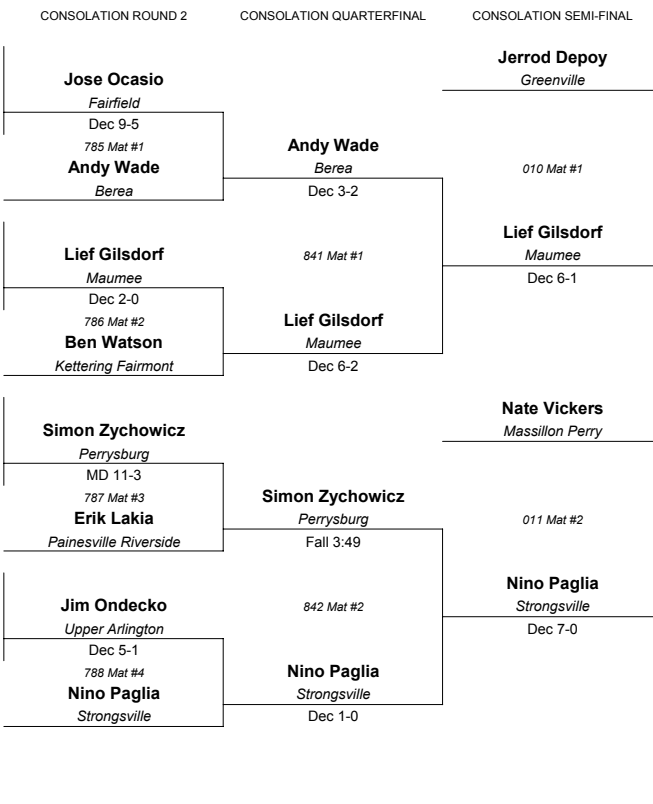 CONSOLATION ROUND 2 CONSOLATION QUARTERFINAL CONSOLATION SEMI-FINAL
Jose Ocasio
Fairfield
Dec 9-5
785 Mat #1
Andy Wade
Berea
Lief Gilsdorf
Maumee
Dec 2-0
786 Mat #2
Ben Watson
Kettering Fairmont
Simon Zychowicz
Perrysburg
MD 11-3
787 Mat #3
Erik Lakia
Painesville Riverside
Jim Ondecko
Upper Arlington
Dec 5-1
788 Mat #4
Nino Paglia
Strongsville
Andy Wade
Berea
Dec 3-2
841 Mat #1
Lief Gilsdorf
Maumee
Dec 6-2
Simon Zychowicz
Perrysburg
Fall 3:49
842 Mat #2
Nino Paglia
Strongsville
Dec 1-0
Jerrod Depoy
Greenville
010 Mat #1
Lief Gilsdorf
Maumee
Dec 6-1
Nate Vickers
Massillon Perry
011 Mat #2
Nino Paglia
Strongsville
Dec 7-0